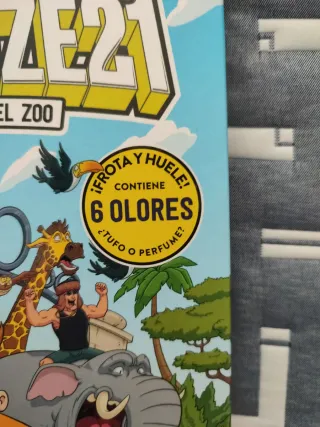 ZE21
EL ZOO
¡FROTA Y HUELE!
CONTIENE
6 OLORES
¿TUFO O PERFUME?